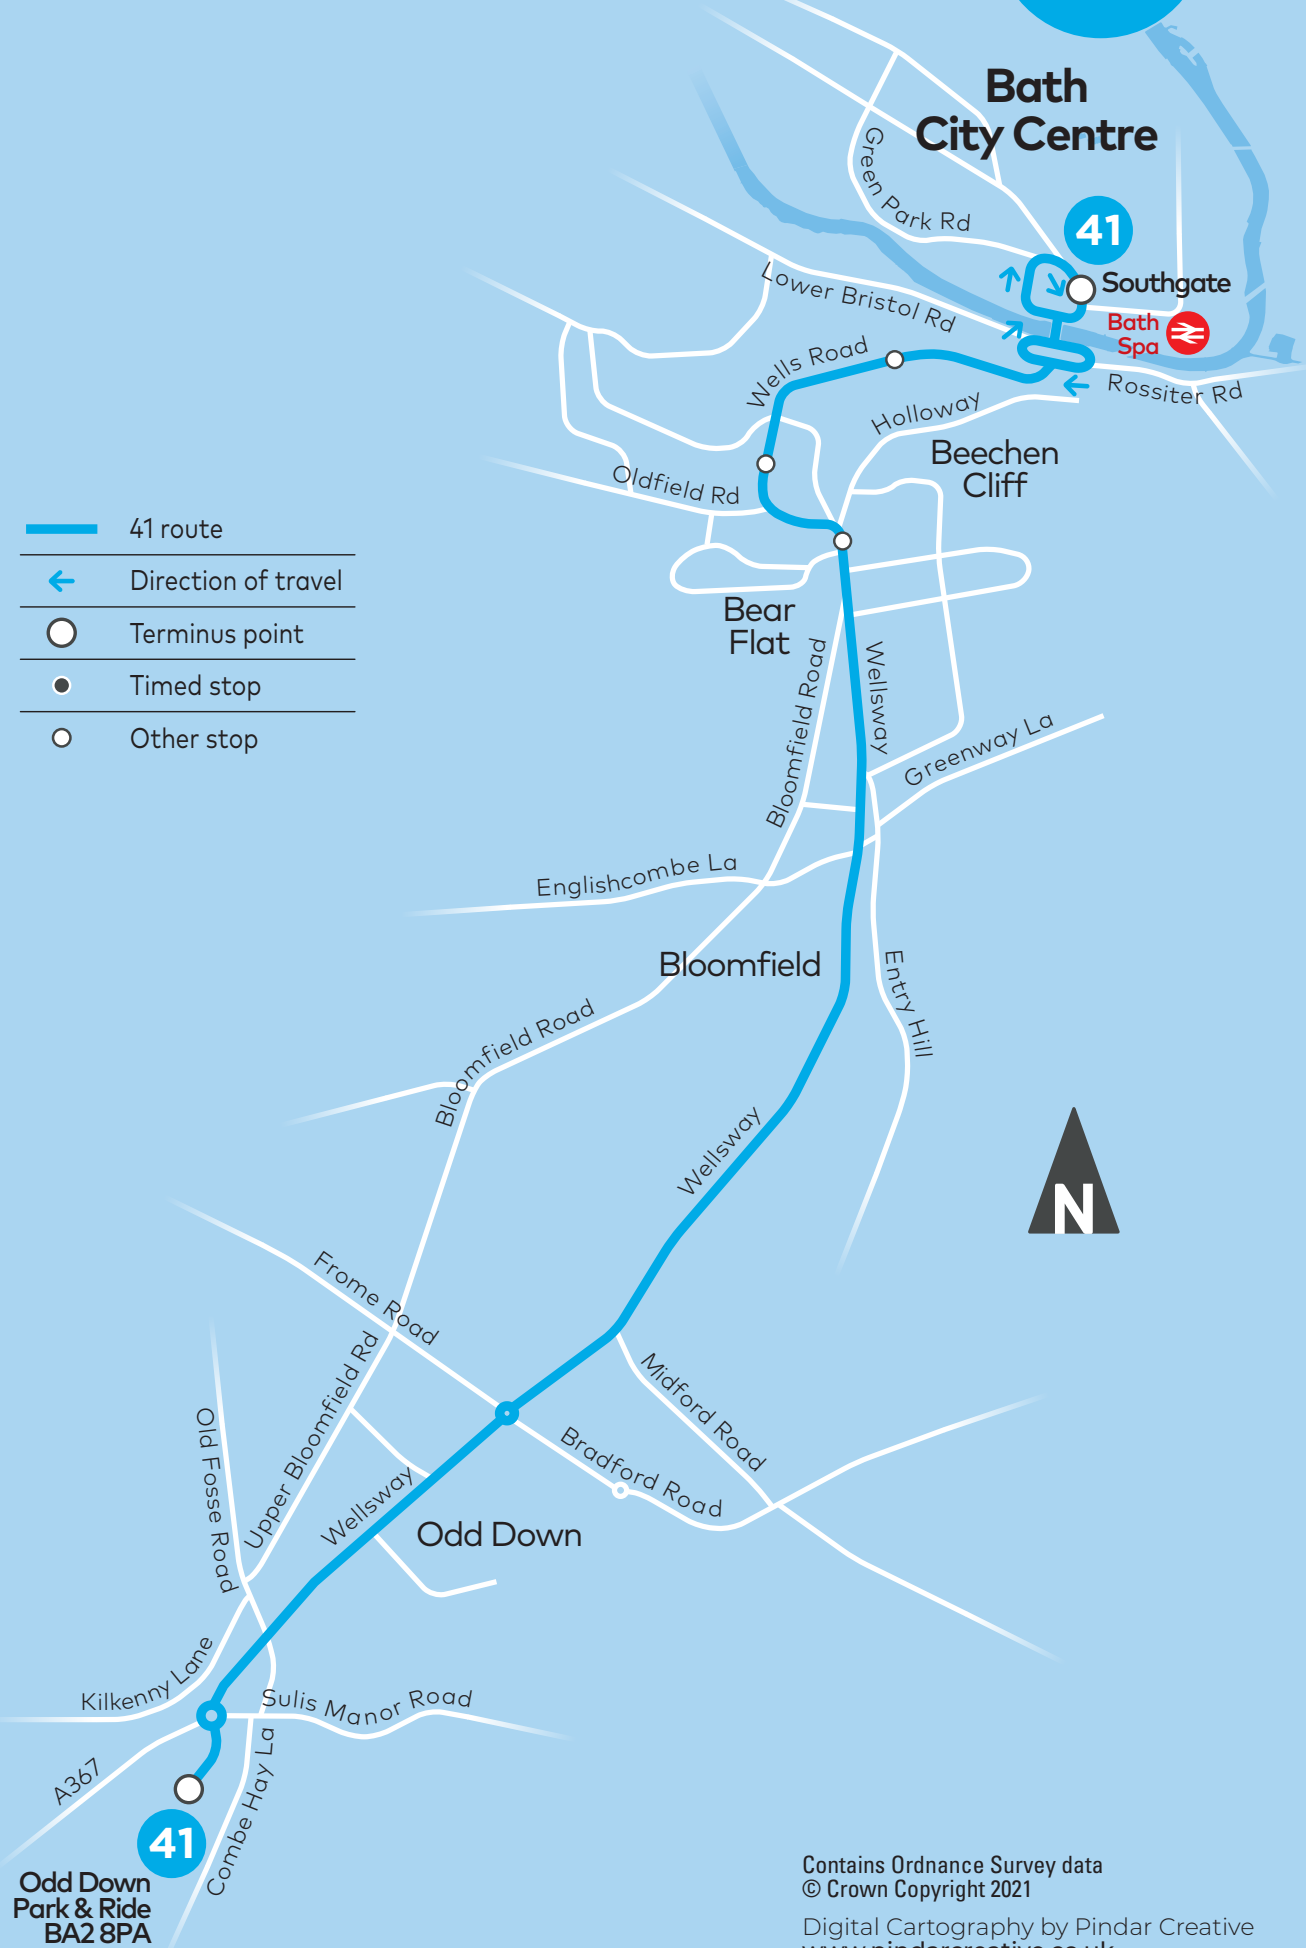 Bath
City Centre
Green Park Rd
41
Southgate
Lower Bristol Rd
Bath
Spa
Wells Road
Rossiter Rd
Holloway
Beechen
Cliff
Oldfield Rd
41 route
Direction of travel
Terminus point
Timed stop
Other stop
Bear
Flat
Bloomfield Road
Wellsway
Greenway La
Englishcombe La
Bloomfield
Entry Hill
Bloomfield Road
Wellsway
N
Frome Road
Upper Bloomfield Rd
Midford Road
Old Fosse Road
Bradford Road
Wellsway
Odd Down
Kilkenny Lane
Sulis Manor Road
A367
Combe Hay La
41
Odd Down
Park & Ride
BA2 8PA
Contains Ordnance Survey data
© Crown Copyright 2021
Digital Cartography by Pindar Creative